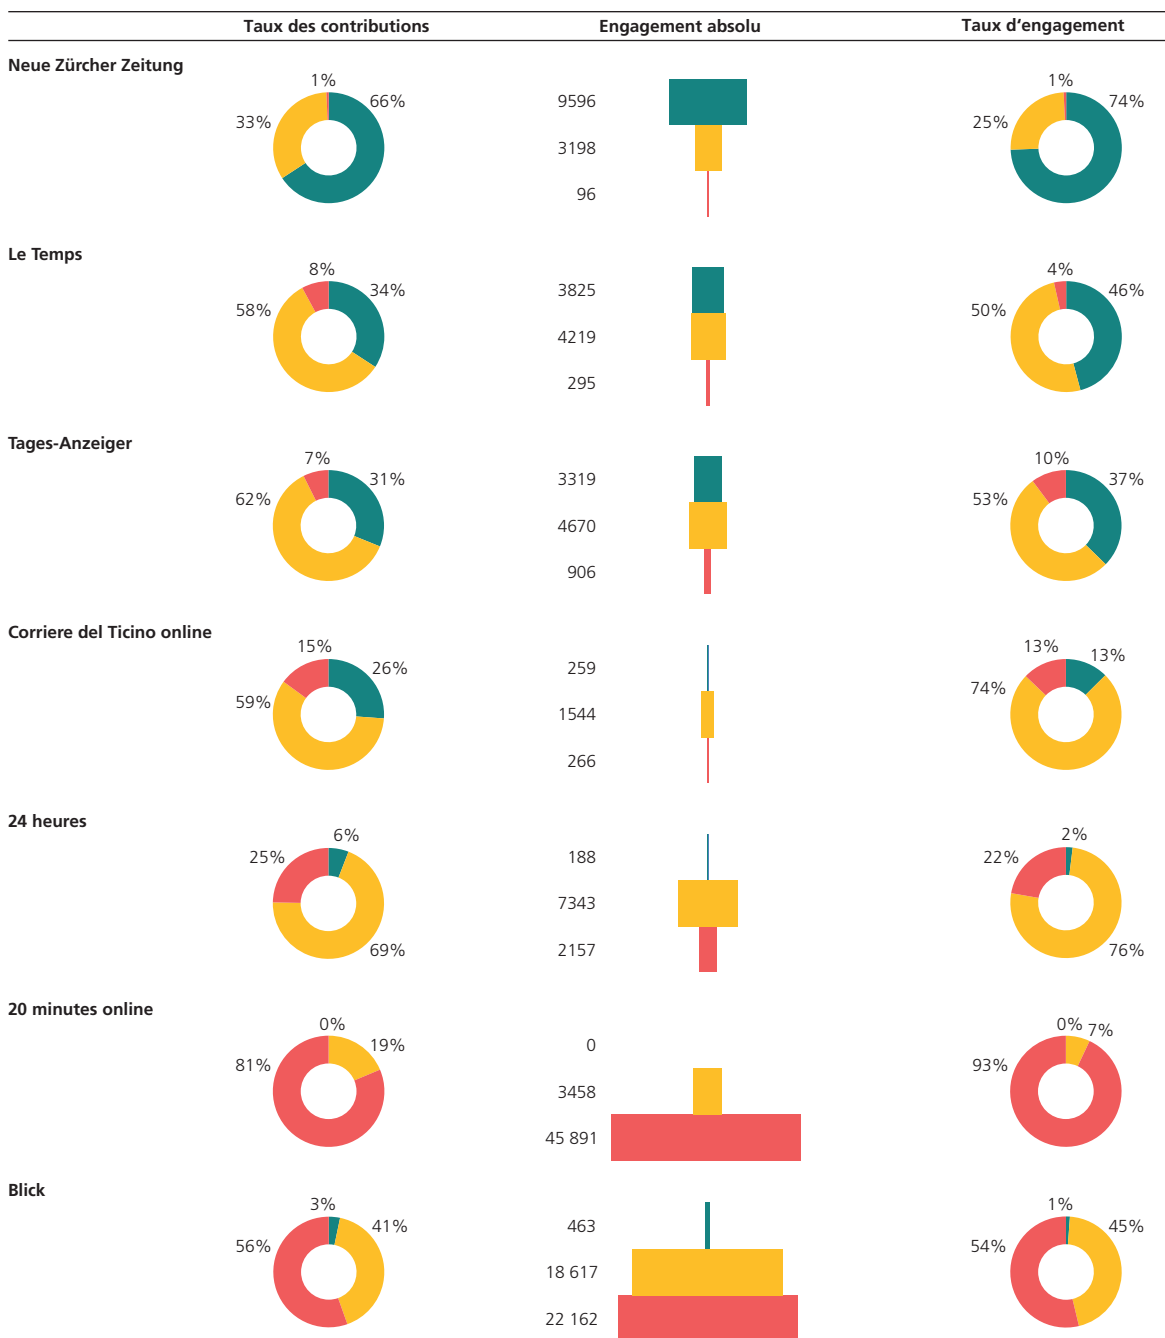 Taux des contributions Engagement absolu Taux d‘engagement
Neue Zürcher Zeitung
1% 1%
66% 9596 74%
33% 25%
3198
96
Le Temps
8% 4%
34% 3825 46%
58% 50%
4219
295
Tages-Anzeiger
7% 10%
31% 3319 37%
62% 53%
4670
906
Corriere del Ticino online
15% 13% 13%
26% 259
59% 74%
1544
266
24 heures
6% 2%
25% 188 22%
7343
69% 2157 76%
20 minutes online
0% 0% 7%
19% 0
81% 93%
3458
45 891
Blick
3% 1%
41% 463 45%
56% 54%
18 617
22 162